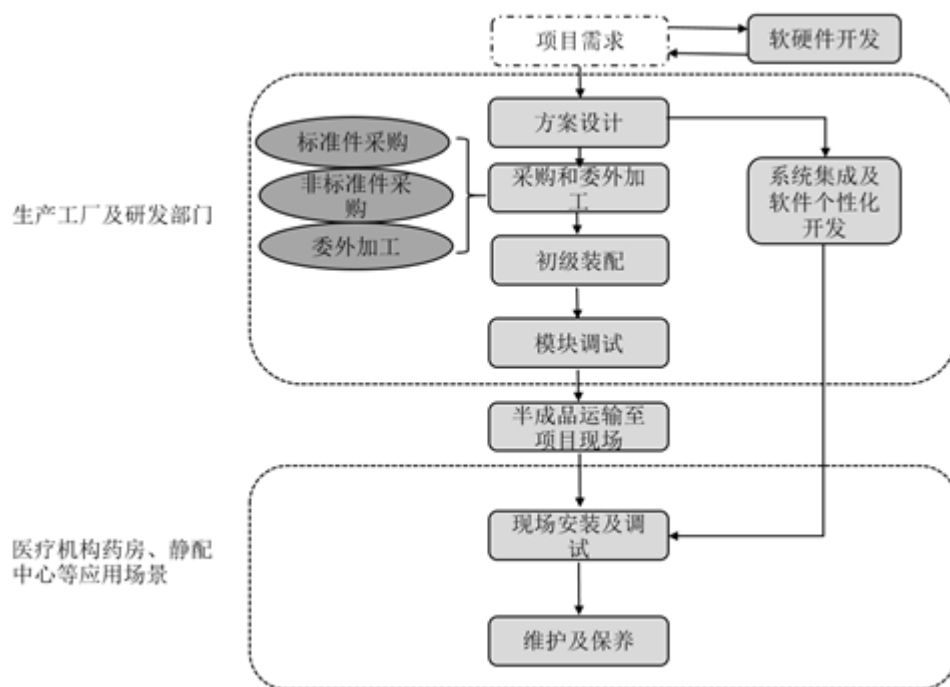 项目需求
软硬件开发
方案设计
标准件采购
非标准件采
购
委外加工
采购和委外加
工
系统集成及
软件个性化
开发
生产工厂及研发部门
初级装配
模块调试
半成品运输至
项目现场
现场安装及调
试
医疗机构药房、静配
中心等应用场景
维护及保养